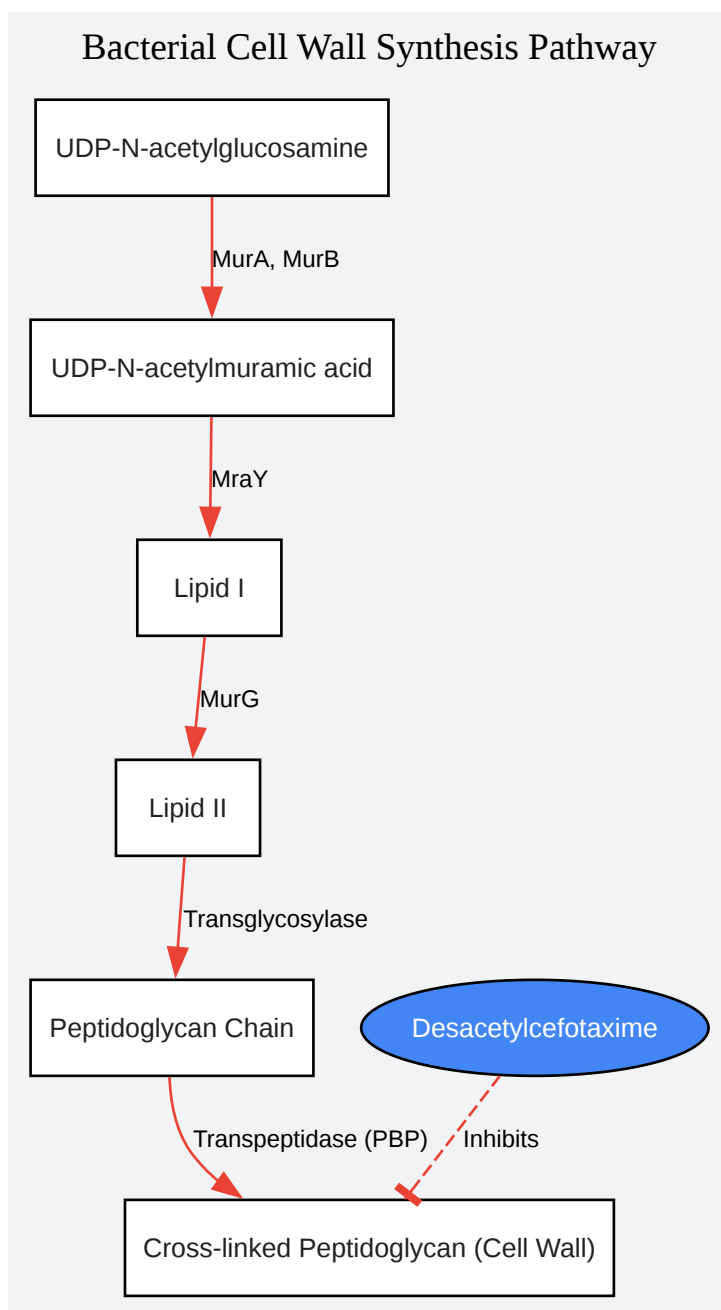 Bacterial Cell Wall Synthesis Pathway
UDP-N-acetylglucosamine
MurA, MurB
UDP-N-acetylmuramic acid
MraY
Lipid I
MurG
Lipid II
Transglycosylase
Peptidoglycan Chain
Desacetylcefotaxime
Transpeptidase (PBP)
Inhibits
Cross-linked Peptidoglycan (Cell Wall)